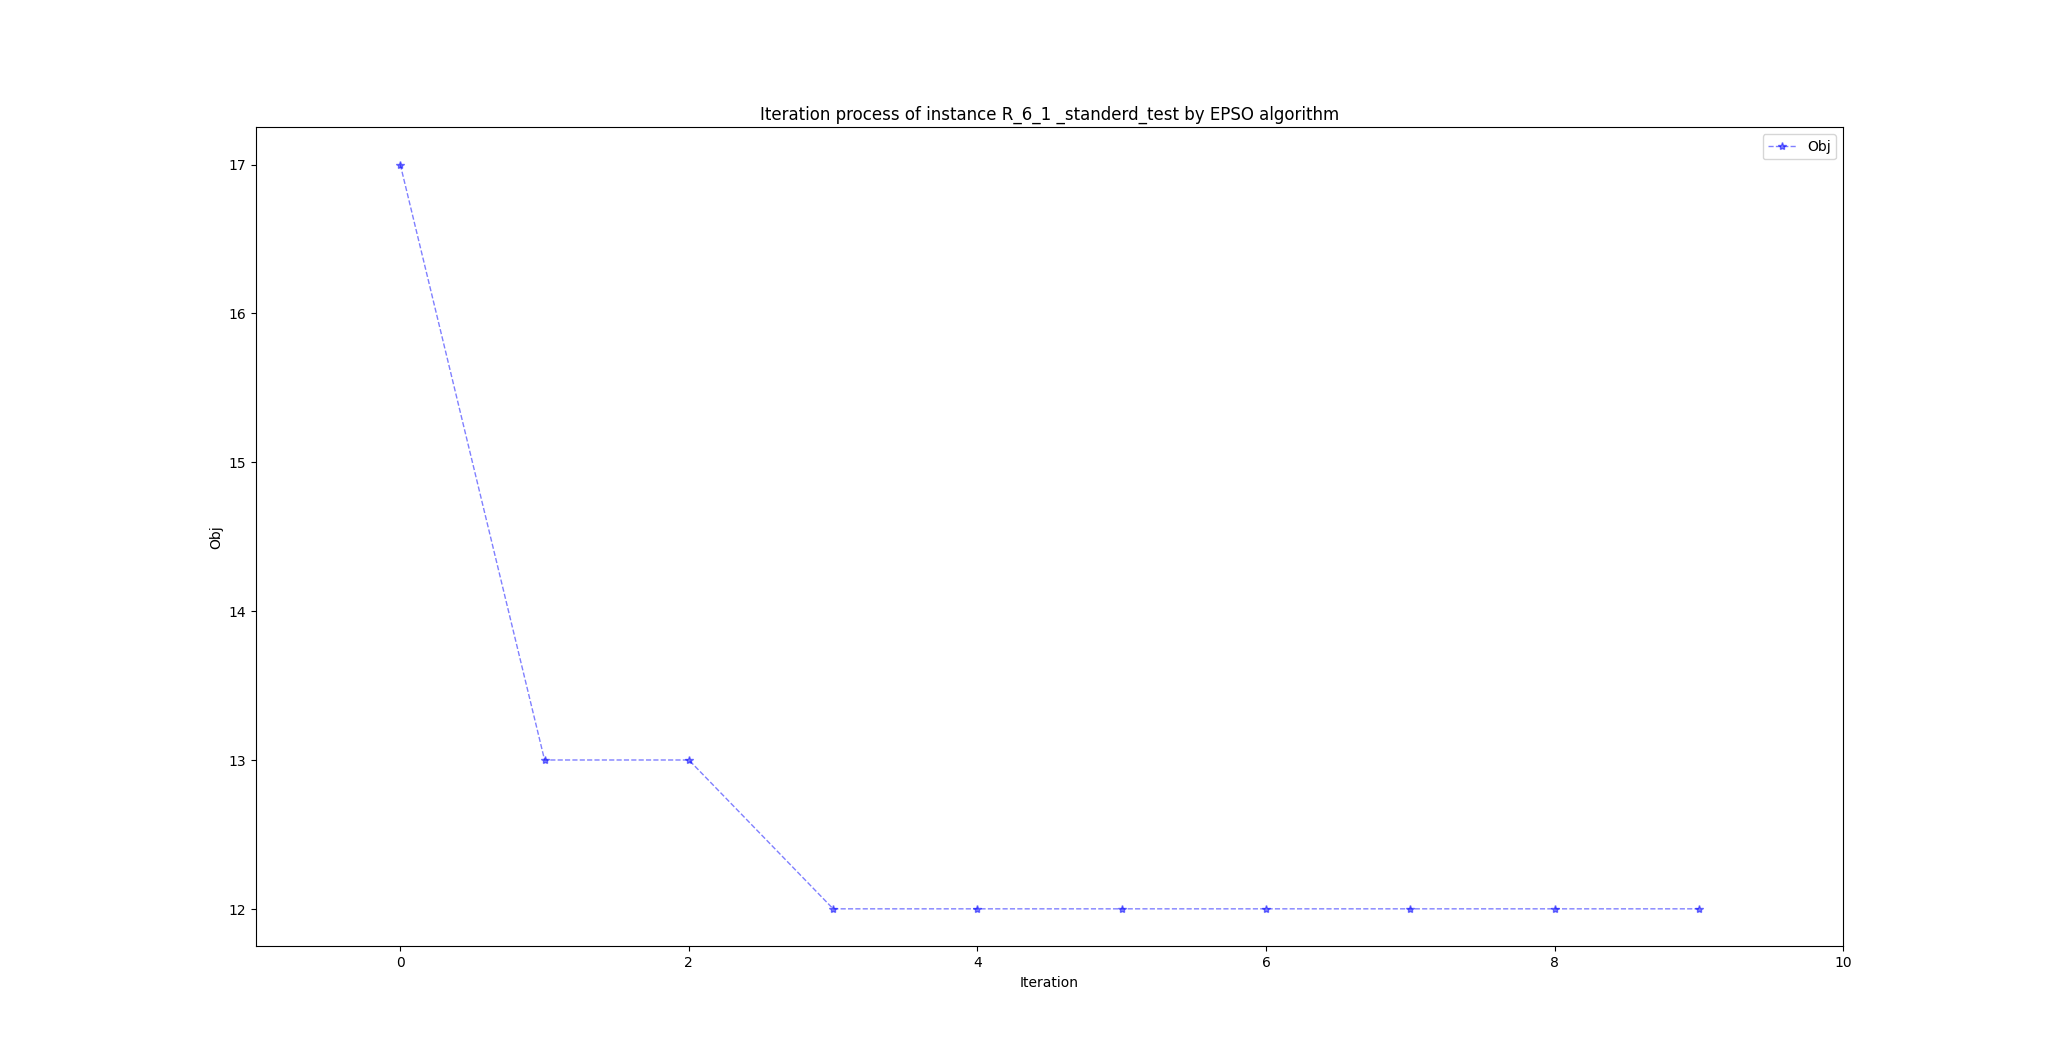 Iteration process of instance R_6_1 _standerd_test by EPSO algorithm
Obj
17
16
15
14
13
12
Obj
0 2 4 6 8 10
Iteration